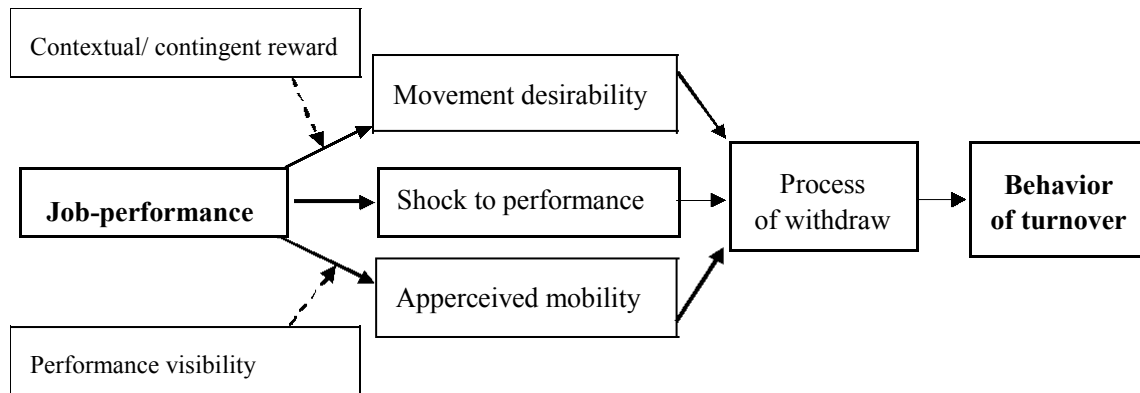 Contextual/ contingent reward
Movement desirability
Job-performance
Shock to performance
Process
of withdraw
Behavior
of turnover
Apperceived mobility
Performance visibility